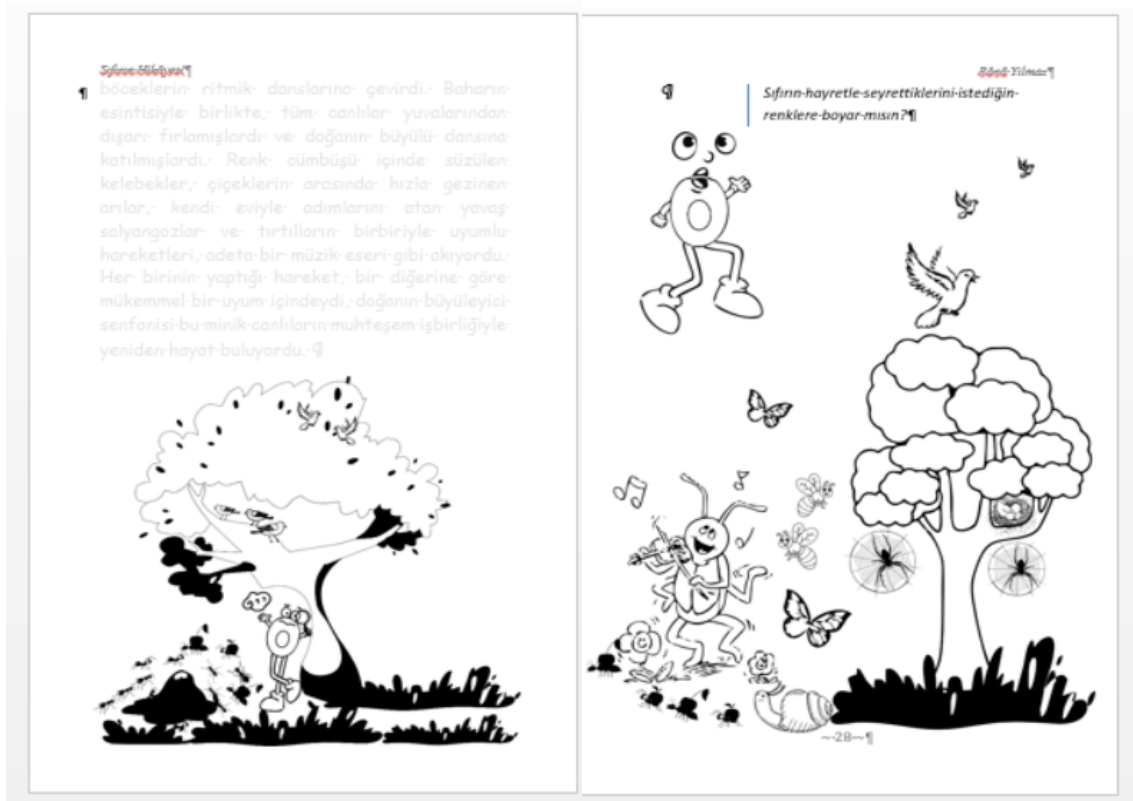 Sıfırın Hikâyesi¶
¶
böceklerin ritmik danslarına çevirdi. Baharın
esintisiyle birlikte, tüm canlılar yuvalarından
dışarı fırlamışlardı ve doğanın büyülü dansına
katılmışlardı. Renk cümbüşü içinde süzülen
kelebekler, çiçeklerin arasında hızla gezinen
arılar, kendi eviyle adımlarını atan yavaş
salyangozlar ve tırtılların birbiriyle uyumlu
hareketleri, adeta bir müzik eseri gibi akıyordu.
Her birinin yaptığı hareket, bir diğerine göre
mükemmel bir uyum içindeydi, doğanın büyüleyici
senfonisi bu minik canlıların muhteşem işbirliğiyle
yeniden hayat buluyordu. ¶
Yılmaz¶
¶
Sıfırın hayretle seyrettiklerini istediğin
renklere boyar mısın?¶
~28~¶